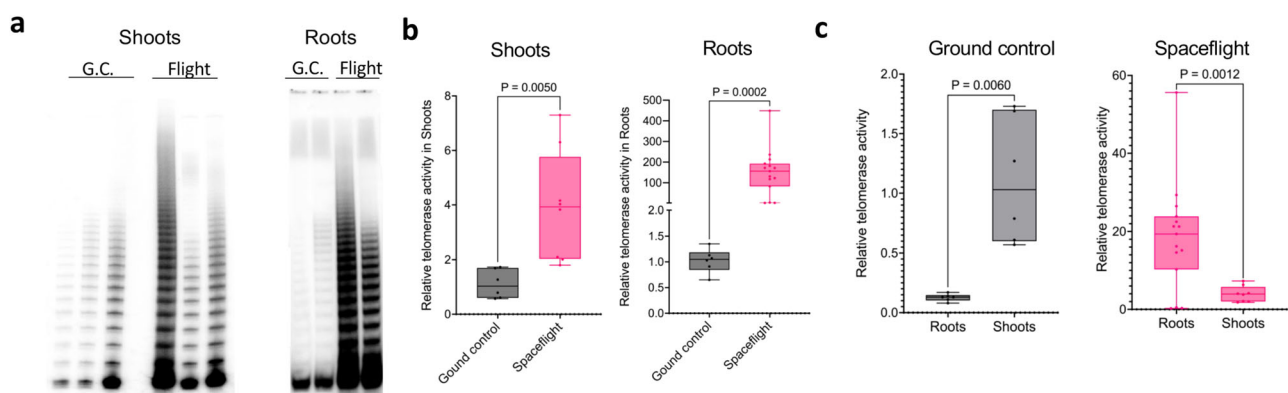 a
Shoots
G.C. Flight
Roots
G.C. Flight
b
Shoots
P = 0.0050
Relative telomerase activity in Shoots
8
6
4
2
0
Gound control
Spaceflight
Roots
P = 0.0002
Relative telomerase activity in Roots
500
400
300
200
100
2.0
1.5
1.0
0.5
0.0
Gound control
Spaceflight
c
Ground control
P = 0.0060
Relative telomerase activity
2.0
1.5
1.0
0.5
0.0
Roots Shoots
Spaceflight
P = 0.0012
Relative telomerase activity
60
40
20
0
Roots Shoots